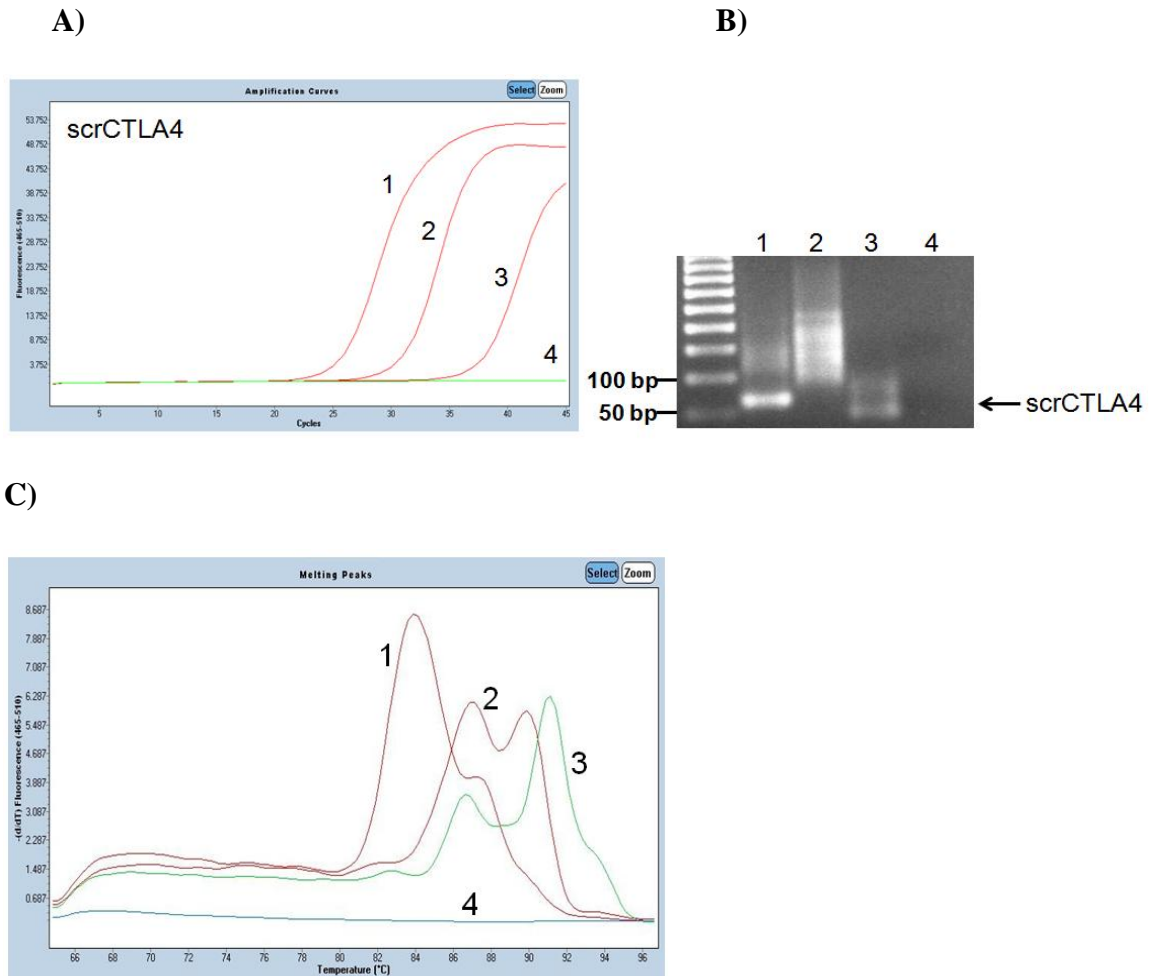 A)
B)
Amplification Curves
Select Zoom
scrCTLA4
53.752
48.752
43.752
38.752
33.752
28.752
23.752
18.752
13.752
8.752
3.752
Fluorescence (465-510)
1
2
3
4
5 10 15 20 25 30 35 40 45
Cycles
1 2 3 4
100 bp
50 bp
scrCTLA4
C)
Melting Peaks
Select Zoom
8.687
7.887
7.087
6.287
5.487
4.687
3.887
3.087
2.287
1.487
0.687
-(d/dT) Fluorescence (465-510)
1
2
3
4
66 68 70 72 74 76 78 80 82 84 86 88 90 92 94 96
Temperature (°C)